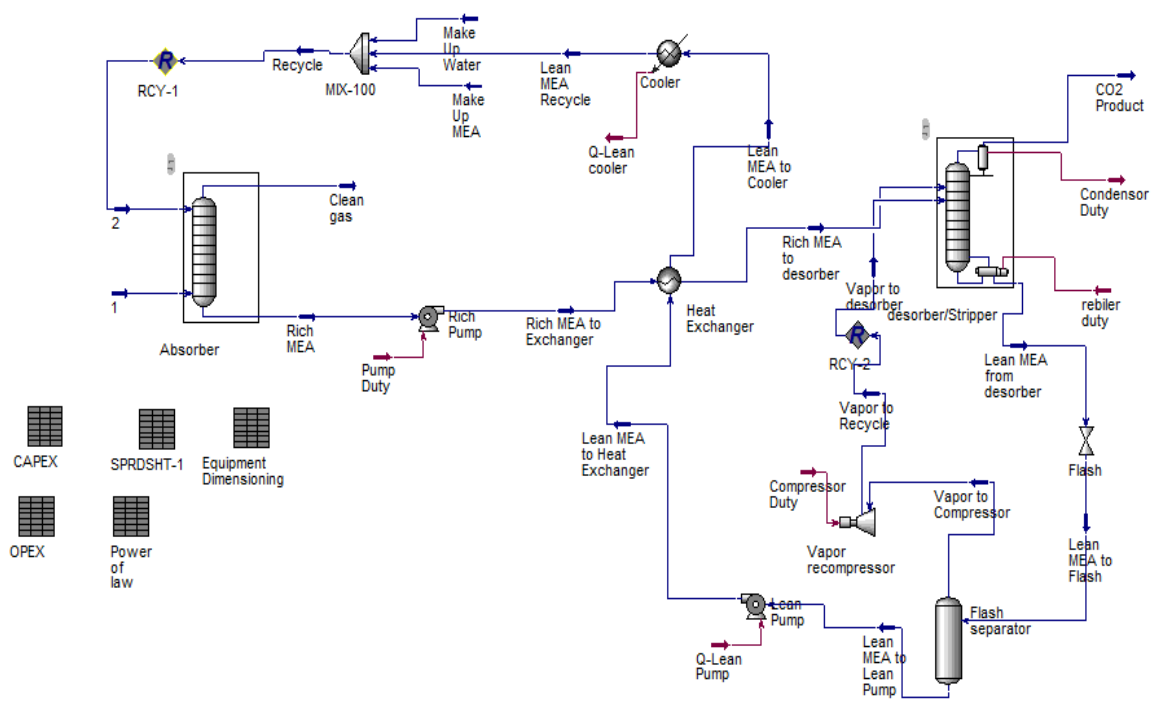 Make
Up
Water
Recycle
RCY-1
MIX-100
Make
Up
MEA
Lean
MEA
Recycle
Cooler
Q-Lean
cooler
Lean
MEA to
Cooler
CO2
Product
Condensor
Duty
2
Clean
gas
1
Rich
MEA
Absorber
Rich
Pump
Pump
Duty
Rich MEA to
Exchanger
Heat
Exchanger
Rich MEA
to
desorber
Vapor to
desorber
desorber/Stripper
rebiler
duty
RCY-2
Lean MEA
from
desorber
Vapor to
Recycle
Lean MEA
to Heat
Exchanger
Flash
Compressor
Duty
Vapor to
Compressor
Vapor
recompressor
Lean
MEA to
Flash
CAPEX
SPRDSHT-1
Equipment
Dimensioning
OPEX
Power
of
law
Lean
Pump
Q-Lean
Pump
Lean
MEA to
Lean
Pump
Flash
separator
R
R